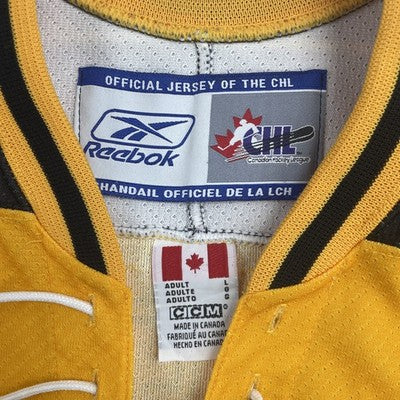 OFFICIAL JERSEY OF THE CHL
Reebok
CHL
Canadian Hockey League
CHANDAIL OFFICIEL DE LA LCH
ADULT
ADULTE
ADULTO
L
G
G
CCM
MADE IN CANADA
FABRIQUÉ AU CANADA
HECHO EN CANADA